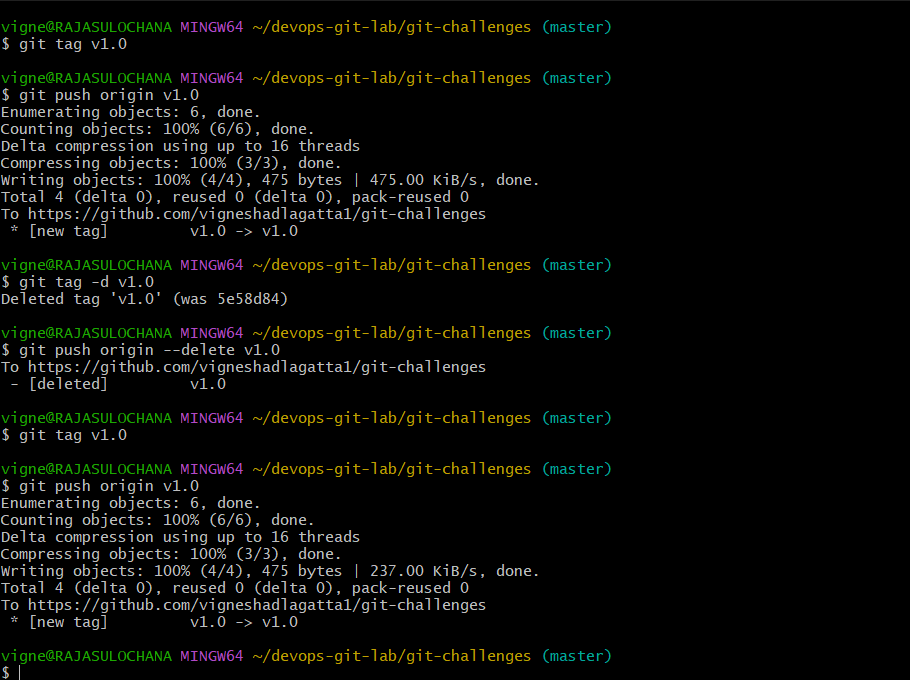 vigne@RAJASULOCHANA MINGW64 ~/devops-git-lab/git-challenges (master)
$ git tag v1.0
vigne@RAJASULOCHANA MINGW64 ~/devops-git-lab/git-challenges (master)
$ git push origin v1.0
Enumerating objects: 6, done.
Counting objects: 100% (6/6), done.
Delta compression using up to 16 threads
Compressing objects: 100% (3/3), done.
Writing objects: 100% (4/4), 475 bytes | 475.00 KiB/s, done.
Total 4 (delta 0), reused 0 (delta 0), pack-reused 0
To https://github.com/vigneshadlagatta1/git-challenges
 * [new tag]         v1.0 -> v1.0
vigne@RAJASULOCHANA MINGW64 ~/devops-git-lab/git-challenges (master)
$ git tag -d v1.0
Deleted tag 'v1.0' (was 5e58d84)
vigne@RAJASULOCHANA MINGW64 ~/devops-git-lab/git-challenges (master)
$ git push origin --delete v1.0
To https://github.com/vigneshadlagatta1/git-challenges
 - [deleted]         v1.0
vigne@RAJASULOCHANA MINGW64 ~/devops-git-lab/git-challenges (master)
$ git tag v1.0
vigne@RAJASULOCHANA MINGW64 ~/devops-git-lab/git-challenges (master)
$ git push origin v1.0
Enumerating objects: 6, done.
Counting objects: 100% (6/6), done.
Delta compression using up to 16 threads
Compressing objects: 100% (3/3), done.
Writing objects: 100% (4/4), 475 bytes | 237.00 KiB/s, done.
Total 4 (delta 0), reused 0 (delta 0), pack-reused 0
To https://github.com/vigneshadlagatta1/git-challenges
 * [new tag]         v1.0 -> v1.0
vigne@RAJASULOCHANA MINGW64 ~/devops-git-lab/git-challenges (master)
$